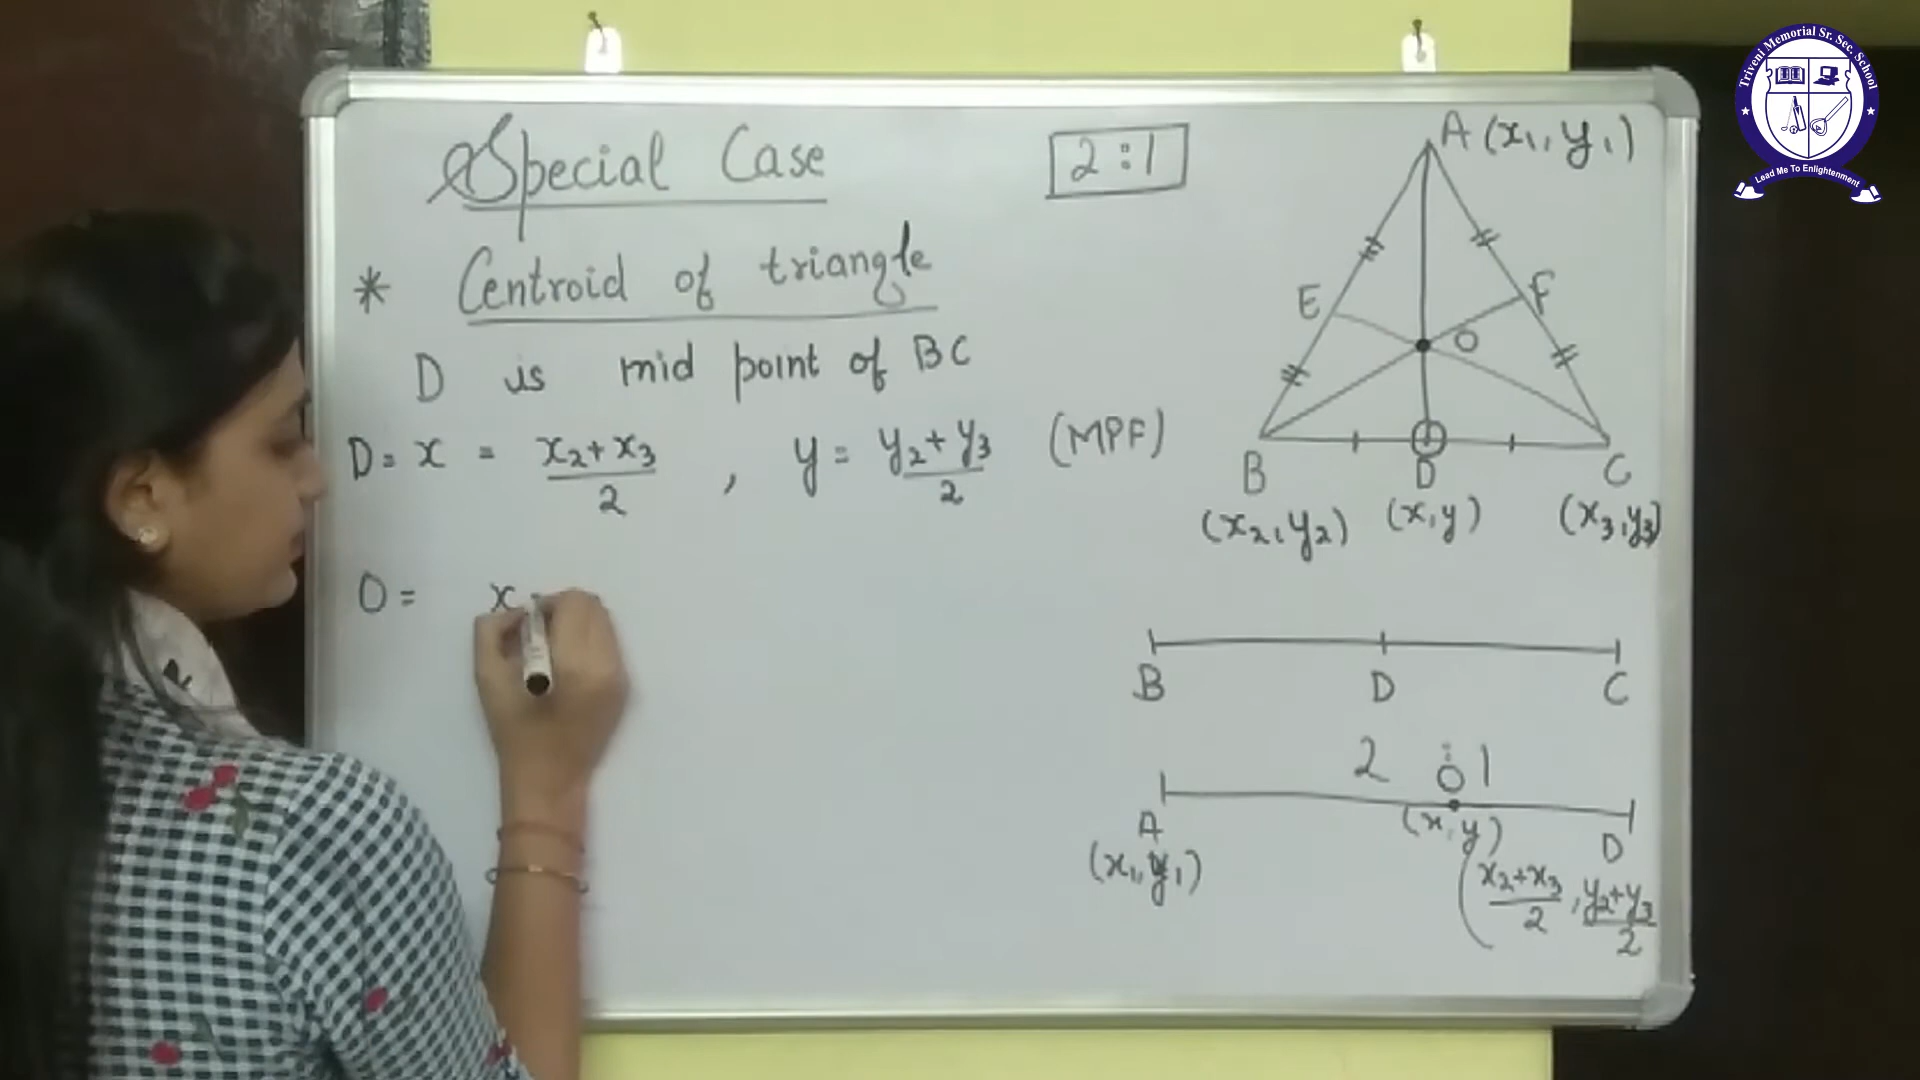 Special Case
2:1
* Centroid of triangle
D is mid point of BC
D = x = x₂+x₃/2 , y = y₂+y₃/2 (MPF)
O = x
A (x₁, y₁)
E
F
O
B
D
C
(x₂, y₂)
(x, y)
(x₃, y₃)
B
D
C
2 : 1
O
A
(x, y)
D
(x₁, y₁)
(x₂+x₃/2 , y₂+y₃/2
Triveni Memorial Sr. Sec. School
Lead Me To Enlightenment